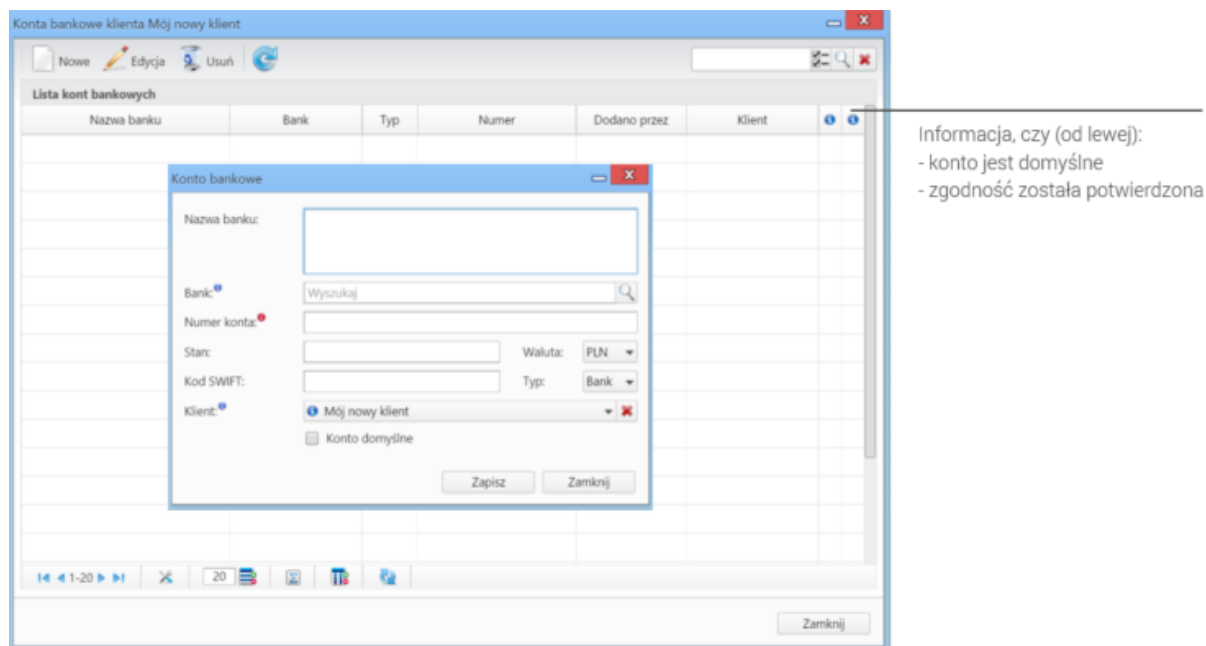 Konta bankowe klienta Mój nowy klient
Nowe Edycja Usuń
Lista kont bankowych
Nazwa banku Bank Typ Numer Dodano przez Klient
Informacja, czy (od lewej):
- konto jest domyślne
- zgodność została potwierdzona
Konto bankowe
Nazwa banku:
Bank: Wyszukaj
Numer konta:
Stan: Waluta: PLN
Kod SWIFT: Typ: Bank
Klient: Mój nowy klient
Konto domyślne
Zapisz Zamknij
1-20 20
Zamknij